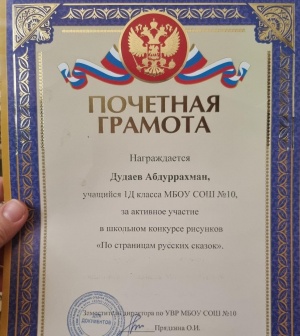 ПОЧЕТНАЯ
ГРАМОТА
Награждается
Дудаев Абдуррахман,
учащийся 1Д класса МБОУ СОШ №10,
за активное участие
в школьном конкурсе рисунков
«По страницам русских сказок».
Заместитель директора по УВР МБОУ СОШ №10
Прядеина О.И.